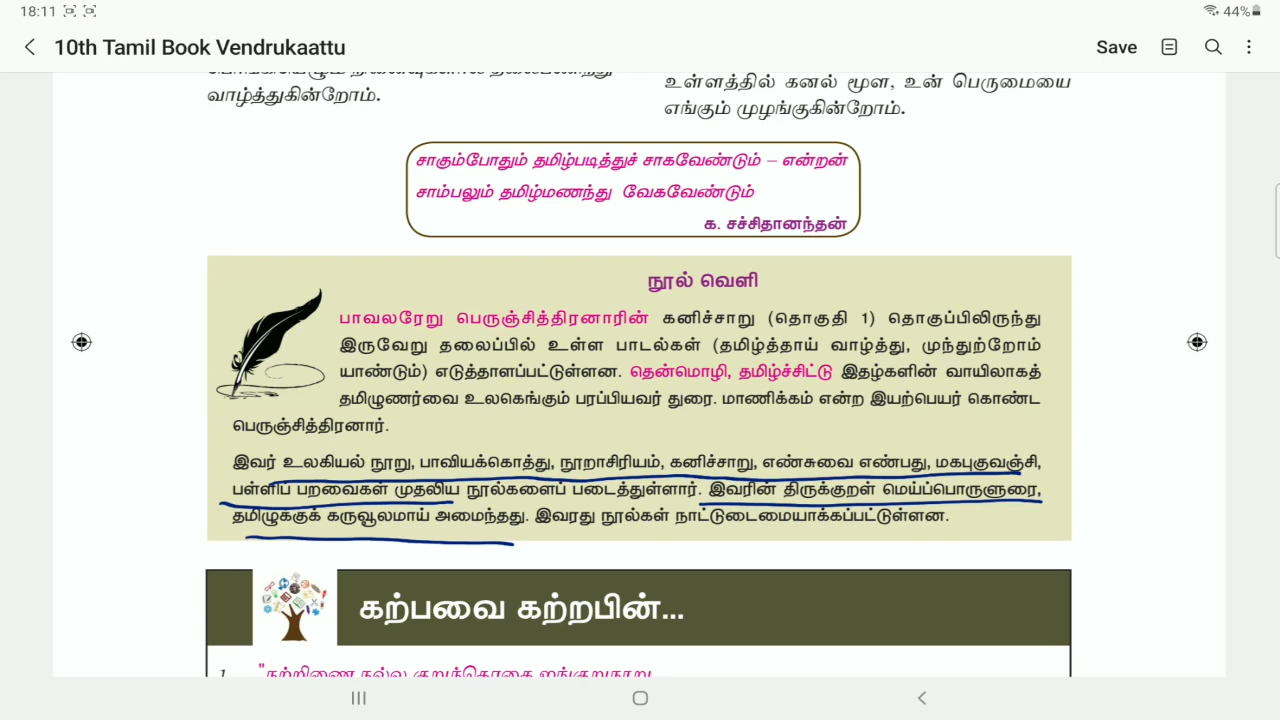 18:11
44%
10th Tamil Book Vendrukaattu
Save
வாழ்த்துகின்றோம்.
உள்ளத்தில் கனல் மூள, உன் பெருமையை
எங்கும் முழங்குகின்றோம்.
சாகும்போதும் தமிழ்படித்துச் சாகவேண்டும் – என்றன்
சாம்பலும் தமிழ்மணந்து வேகவேண்டும்
க. சச்சிதானந்தன்
நூல் வெளி
பாவலரேறு பெருஞ்சித்திரனாரின் கனிச்சாறு (தொகுதி 1) தொகுப்பிலிருந்து
இருவேறு தலைப்பில் உள்ள பாடல்கள் (தமிழ்த்தாய் வாழ்த்து, முந்துற்றோம்
யாண்டும்) எடுத்தாளப்பட்டுள்ளன. தென்மொழி, தமிழ்ச்சிட்டு இதழ்களின் வாயிலாகத்
தமிழுணர்வை உலகெங்கும் பரப்பியவர் துரை. மாணிக்கம் என்ற இயற்பெயர் கொண்ட
பெருஞ்சித்திரனார்.
இவர் உலகியல் நூறு, பாவியக்கொத்து, நூறாசிரியம், கனிச்சாறு, எண்சுவை எண்பது, மகபுகுவஞ்சி,
பள்ளிப் பறவைகள் முதலிய நூல்களைப் படைத்துள்ளார். இவரின் திருக்குறள் மெய்ப்பொருளுரை,
தமிழுக்குக் கருவூலமாய் அமைந்தது. இவரது நூல்கள் நாட்டுடைமையாக்கப்பட்டுள்ளன.
கற்பவை கற்றபின்...
1. "நற்றிணை நல்ல குறுந்தொகை ஐங்குறுநூறு